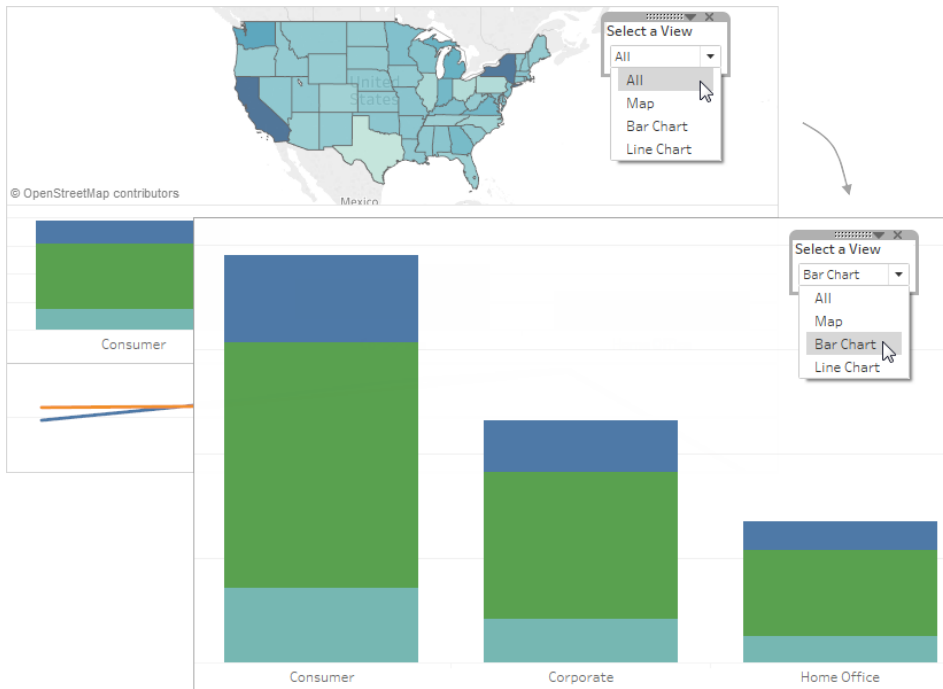 Select a View
All
All
Map
Bar Chart
Line Chart
United
States
© OpenStreetMap contributors
Mexico
Consumer
Select a View
Bar Chart
All
Map
Bar Chart
Line Chart
Consumer
Corporate
Home Office